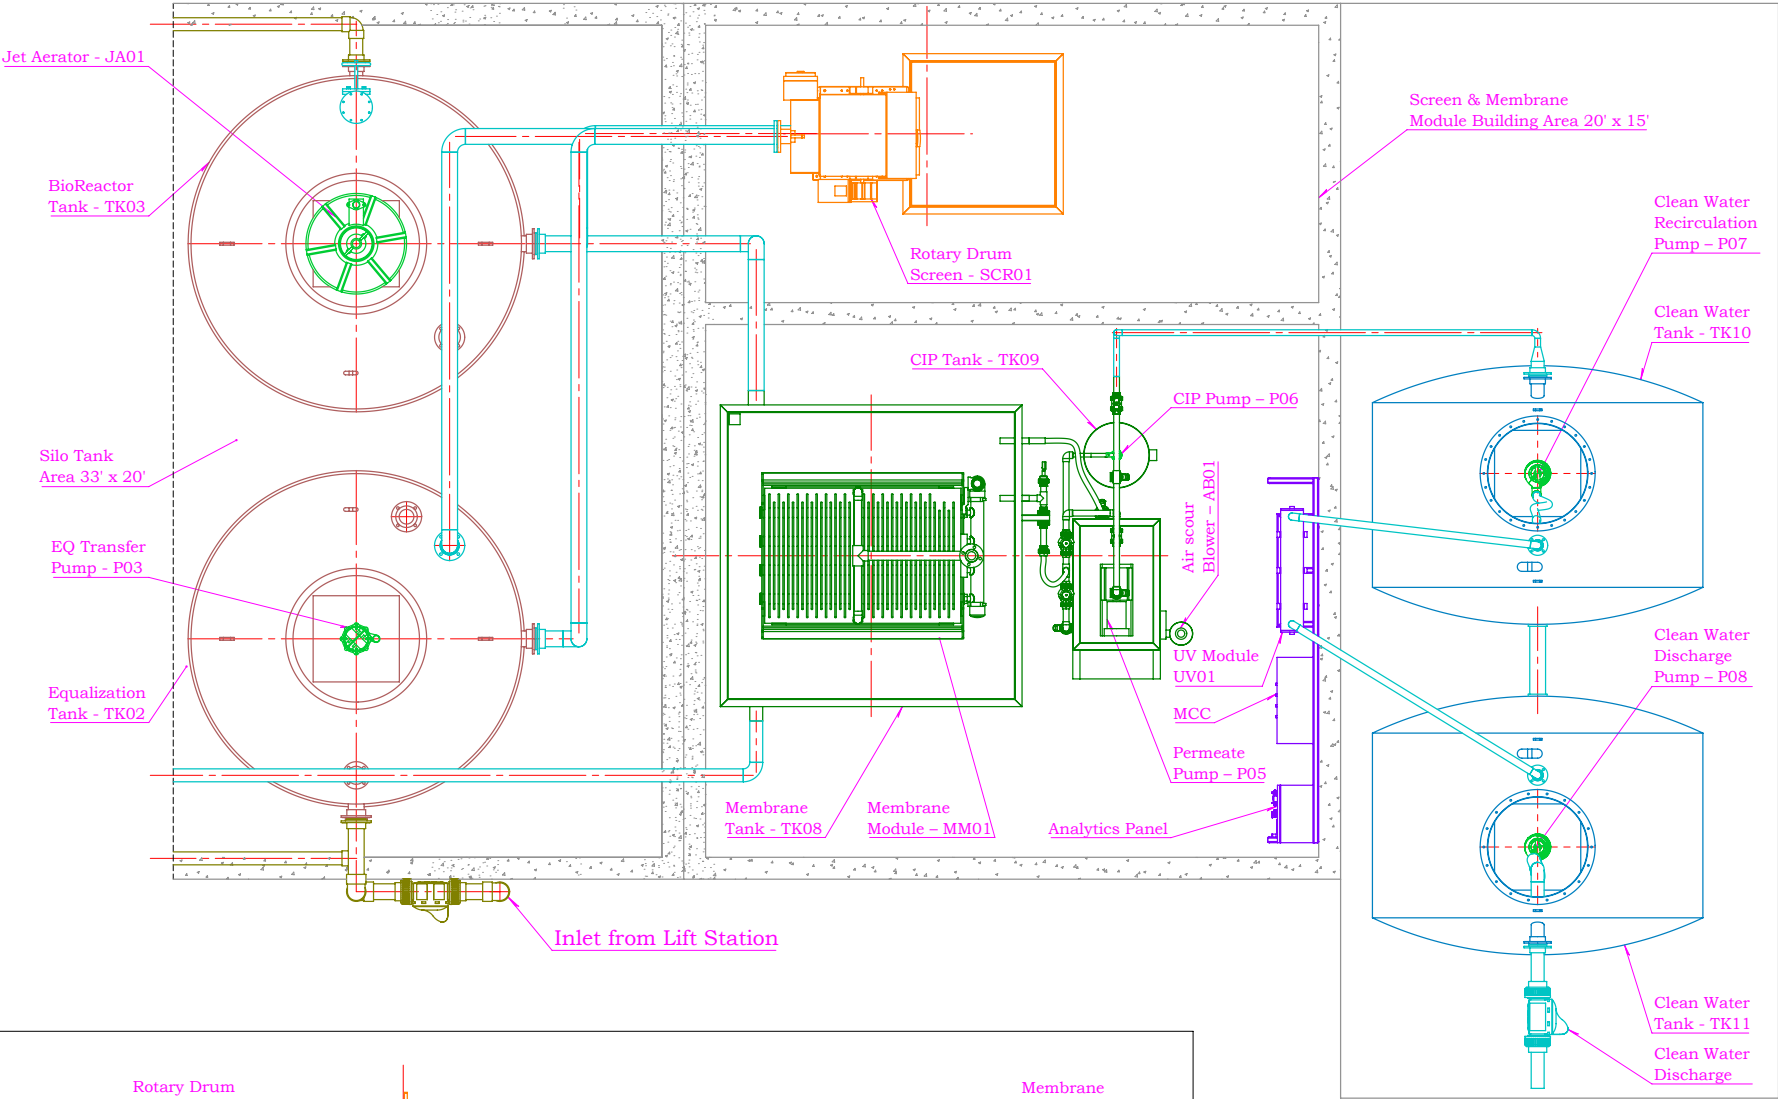 Jet Aerator - JA01
BioReactor
Tank - TK03
Silo Tank
Area 33' x 20'
EQ Transfer
Pump - P03
Equalization
Tank - TK02
Inlet from Lift Station
Rotary Drum
Screen - SCR01
Screen & Membrane
Module Building Area 20' x 15'
CIP Tank - TK09
CIP Pump – P06
Air scour
Blower – AB01
UV Module
UV01
MCC
Permeate
Pump – P05
Membrane
Tank - TK08
Membrane
Module – MM01
Analytics Panel
Clean Water
Recirculation
Pump – P07
Clean Water
Tank - TK10
Clean Water
Discharge
Pump – P08
Clean Water
Tank - TK11
Clean Water
Discharge
Rotary Drum
Membrane